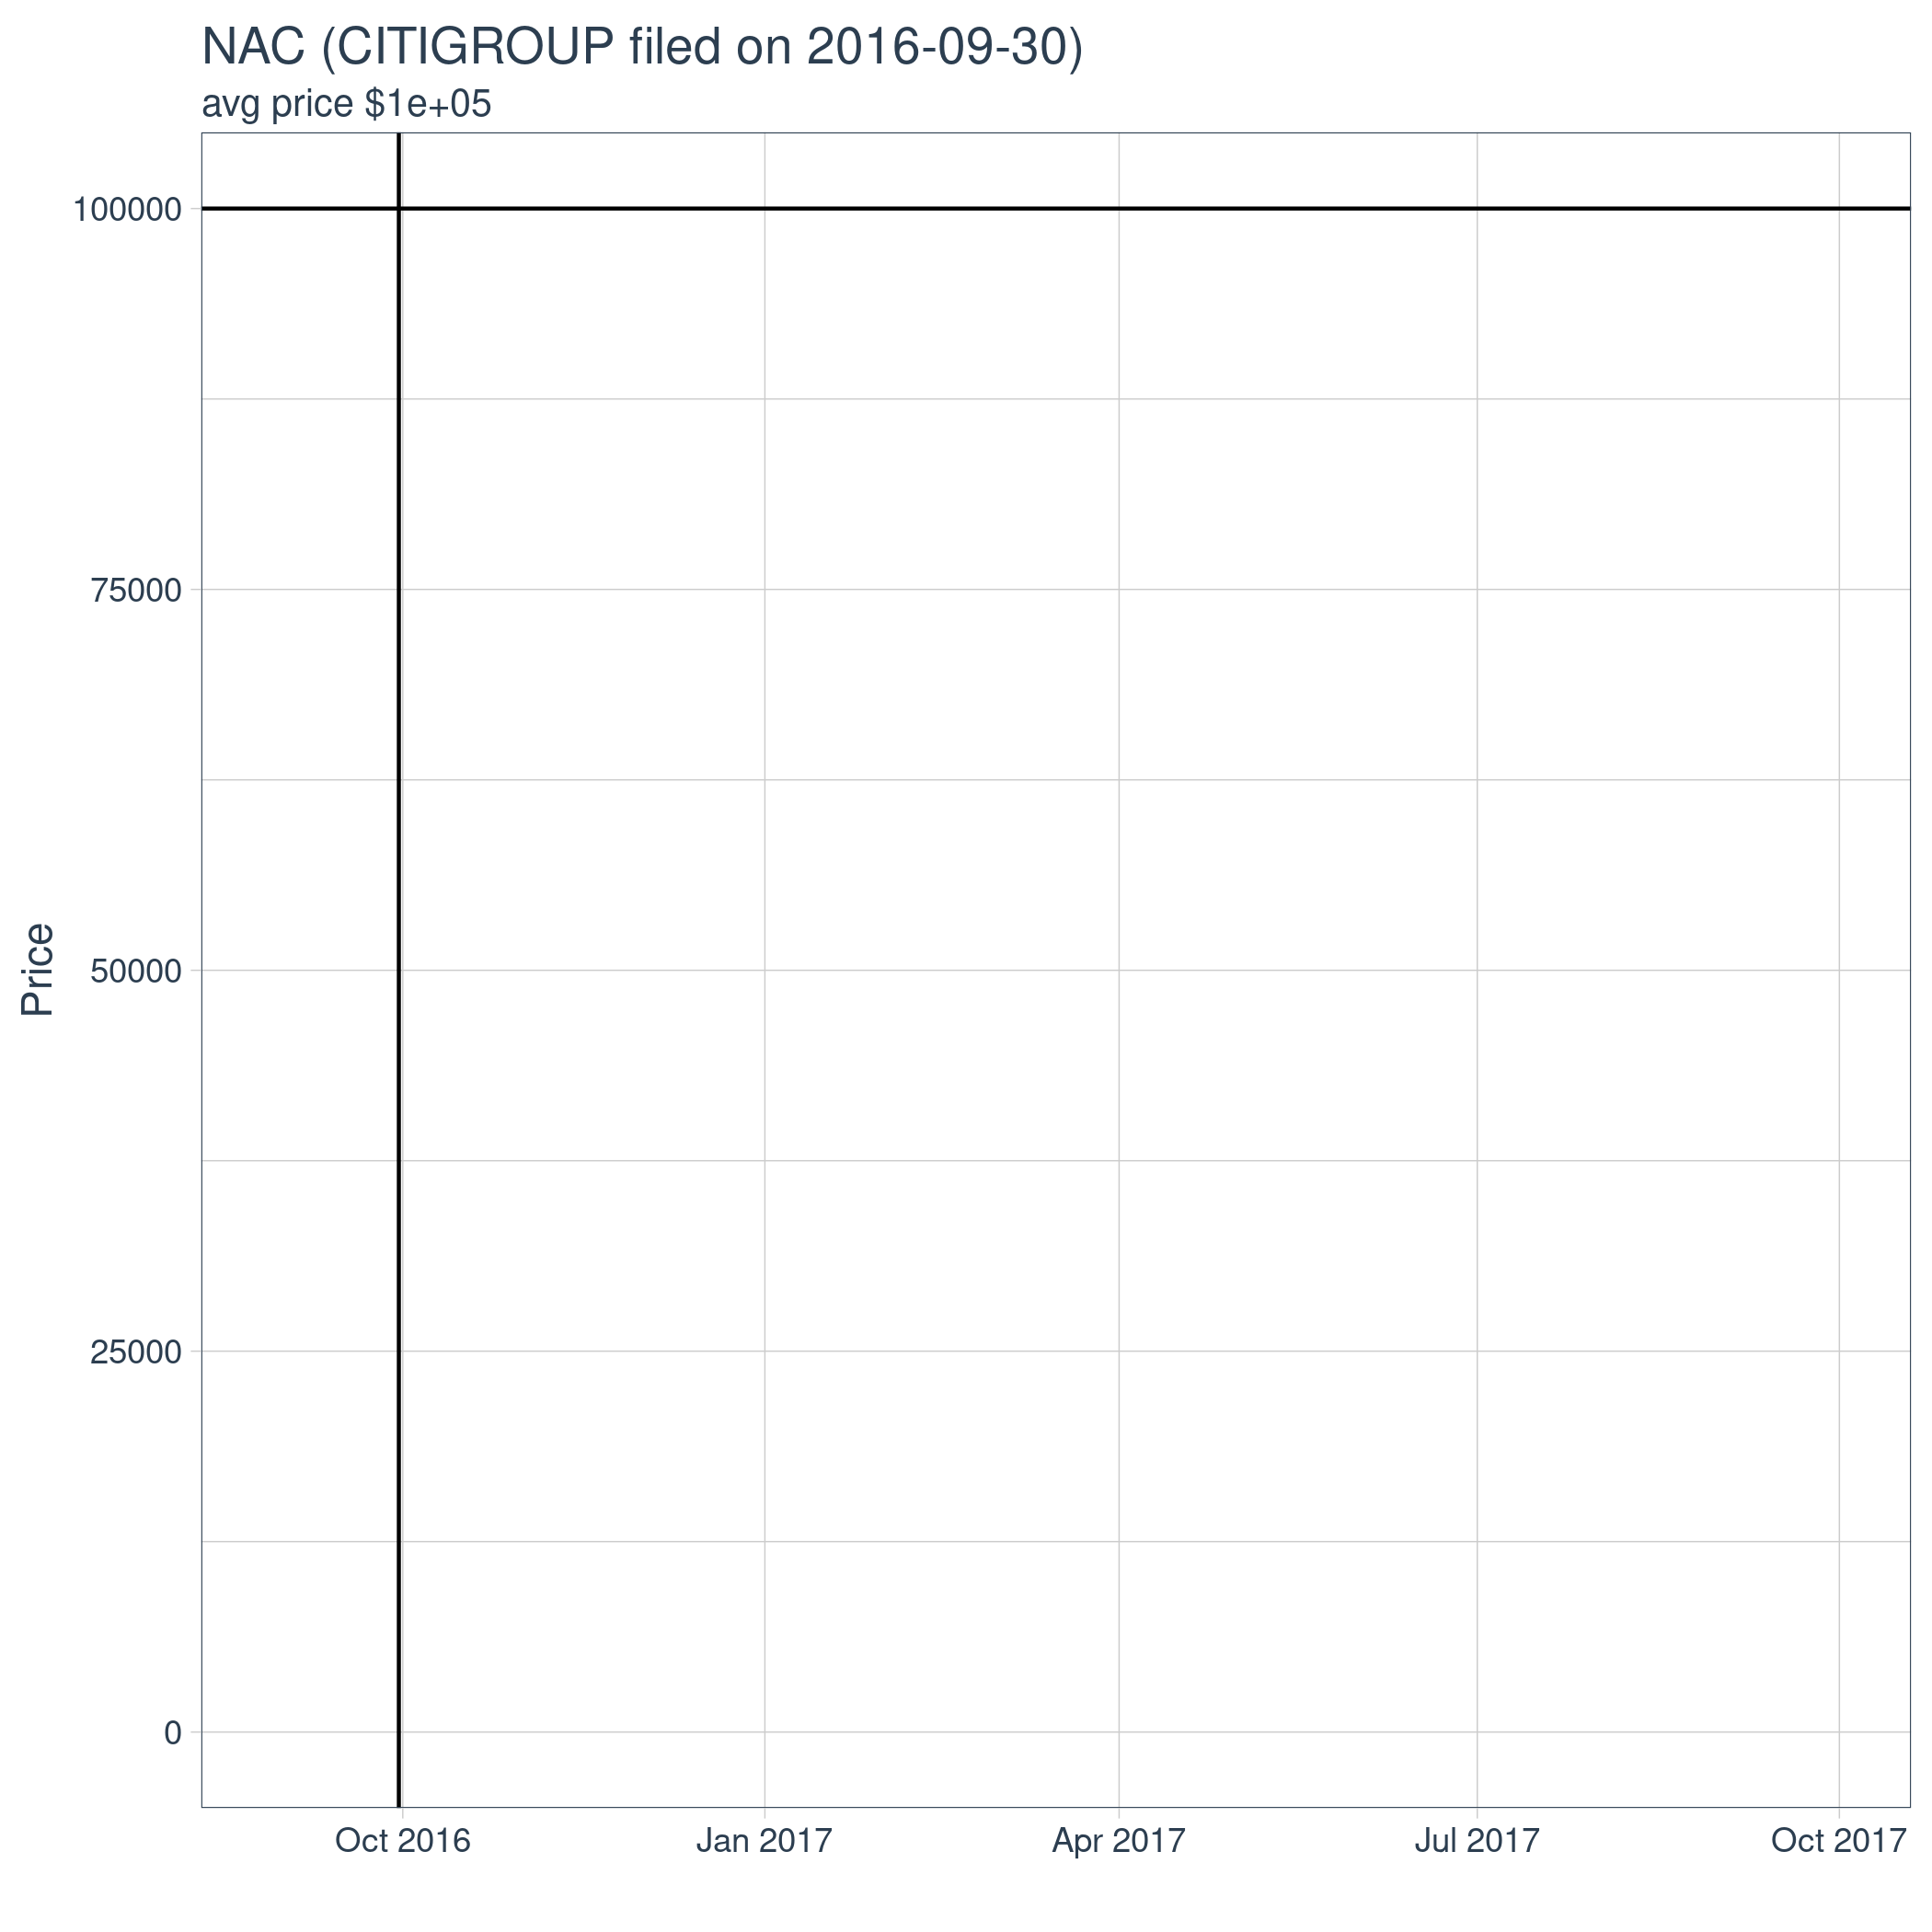 NAC (CITIGROUP filed on 2016-09-30)
avg price $1e+05
100000
75000
50000
25000
0
Price
Oct 2016
Jan 2017
Apr 2017
Jul 2017
Oct 2017